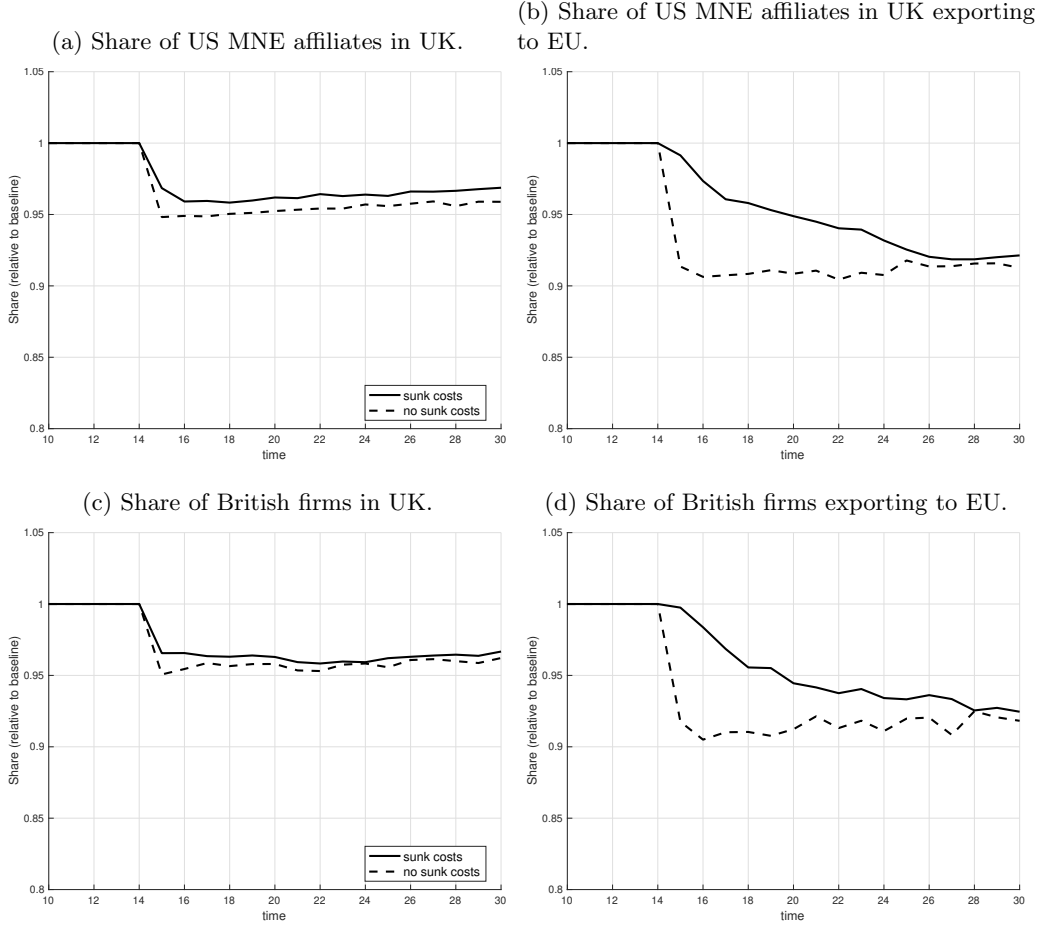 (a) Share of US MNE affiliates in UK.
(b) Share of US MNE affiliates in UK exporting
to EU.
1.05
1
0.95
0.9
0.85
0.8
Share (relative to baseline)
10 12 14 16 18 20 22 24 26 28 30
time
sunk costs
no sunk costs
1.05
1
0.95
0.9
0.85
0.8
Share (relative to baseline)
10 12 14 16 18 20 22 24 26 28 30
time
(c) Share of British firms in UK.
(d) Share of British firms exporting to EU.
1.05
1
0.95
0.9
0.85
0.8
Share (relative to baseline)
10 12 14 16 18 20 22 24 26 28 30
time
sunk costs
no sunk costs
1.05
1
0.95
0.9
0.85
0.8
Share (relative to baseline)
10 12 14 16 18 20 22 24 26 28 30
time